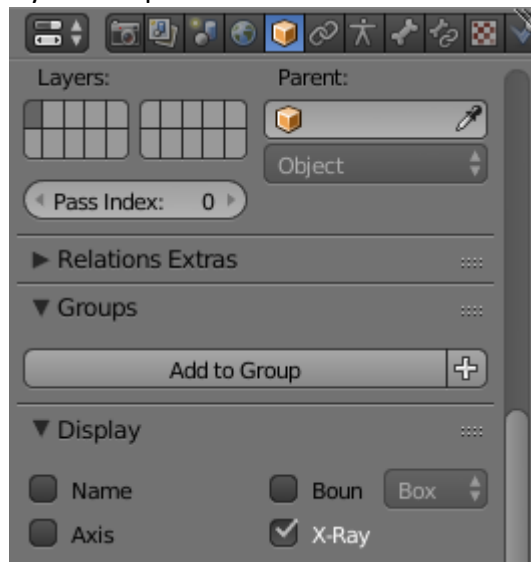 Layers:
Parent:
Object
Pass Index: 0
Relations Extras
Groups
Add to Group
Display
Name
Boun
Box
Axis
X-Ray